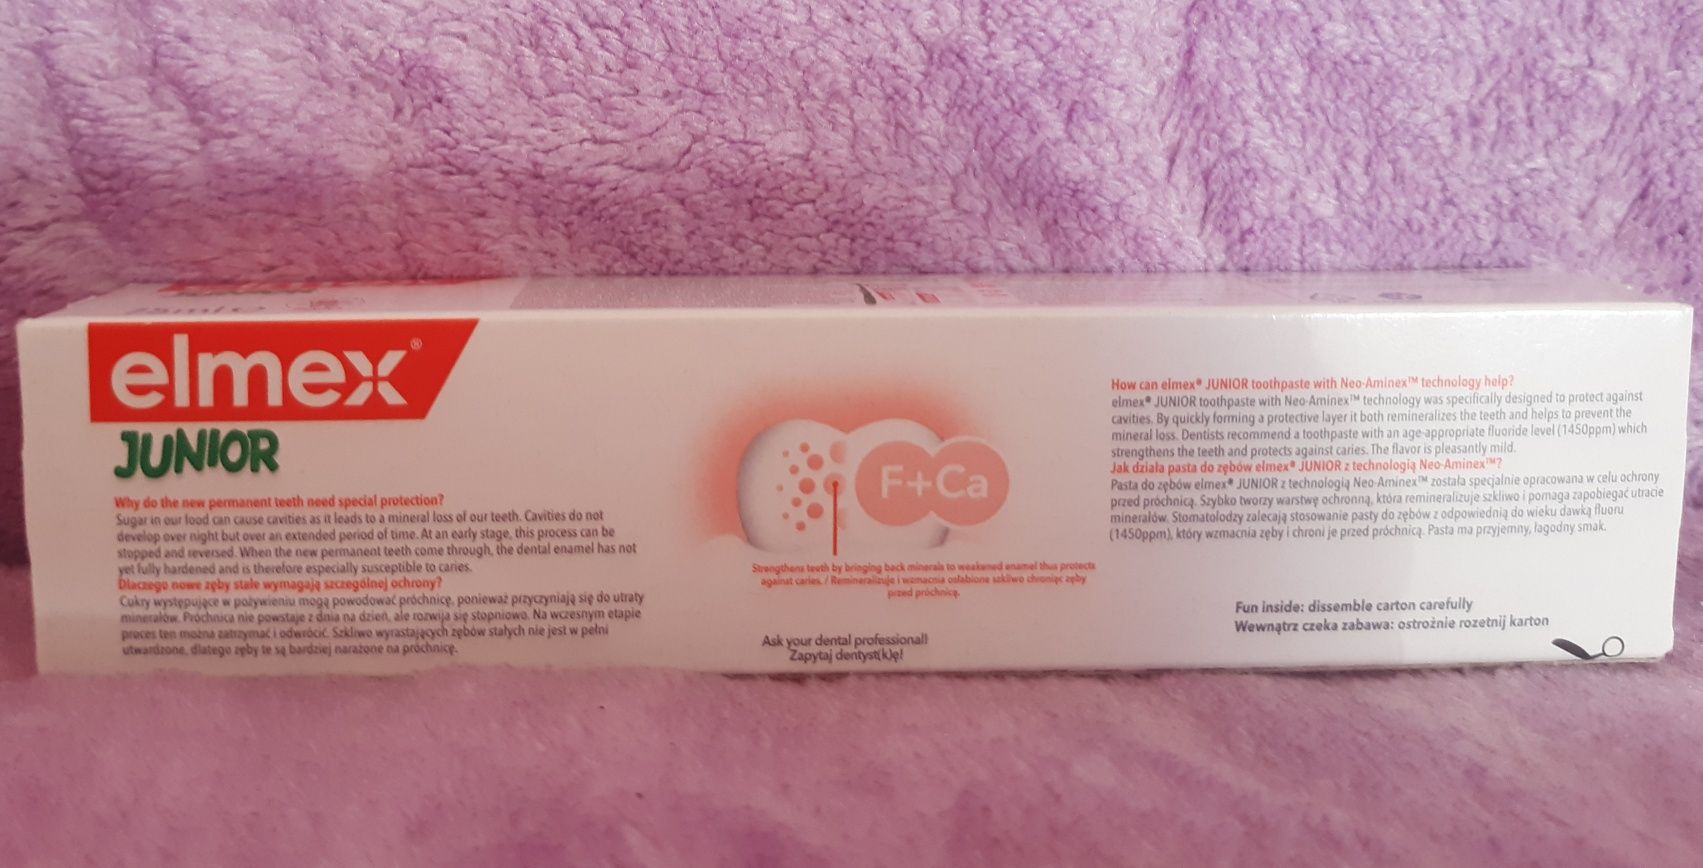 JUNIOR
75ml e
elmex®
JUNIOR
Why do the new permanent teeth need special protection?
Sugar in our food can cause cavities as it leads to a mineral loss of our teeth. Cavities do not
develop over night but over an extended period of time. At an early stage, this process can be
stopped and reversed. When the new permanent teeth come through, the dental enamel has not
yet fully hardened and is therefore especially susceptible to caries.
Dlaczego nowe zęby stałe wymagają szczególnej ochrony?
Cukry występujące w pożywieniu mogą powodować próchnicę, ponieważ przyczyniają się do utraty
minerałów. Próchnica nie powstaje z dnia na dzień, ale rozwija się stopniowo. Na wczesnym etapie
proces ten można zatrzymać i odwrócić. Szkliwo wyrastających zębów stałych nie jest w pełni
utwardzone, dlatego zęby te są bardziej narażone na próchnicę.
F+Ca
Strengthens teeth by bringing back minerals to weakened enamel thus protects
against caries. / Remineralizuje i wzmacnia osłabione szkliwo chroniąc zęby
przed próchnicą.
Ask your dental professional!
Zapytaj dentyst(k)ę!
How can elmex® JUNIOR toothpaste with Neo-Aminex™ technology help?
elmex® JUNIOR toothpaste with Neo-Aminex™ technology was specifically designed to protect against
cavities. By quickly forming a protective layer it both remineralizes the teeth and helps to prevent the
mineral loss. Dentists recommend a toothpaste with an age-appropriate fluoride level (1450ppm) which
strengthens the teeth and protects against caries. The flavor is pleasantly mild.
Jak działa pasta do zębów elmex® JUNIOR z technologią Neo-Aminex™?
Pasta do zębów elmex® JUNIOR z technologią Neo-Aminex™ została specjalnie opracowana w celu ochrony
przed próchnicą. Szybko tworzy warstwę ochronną, która remineralizuje szkliwo i pomaga zapobiegać utracie
minerałów. Stomatolodzy zalecają stosowanie pasty do zębów z odpowiednią do wieku dawką fluoru
(1450ppm), który wzmacnia zęby i chroni je przed próchnicą. Pasta ma przyjemny, łagodny smak.
Fun inside: dissemble carton carefully
Wewnątrz czeka zabawa: ostrożnie rozetnij karton